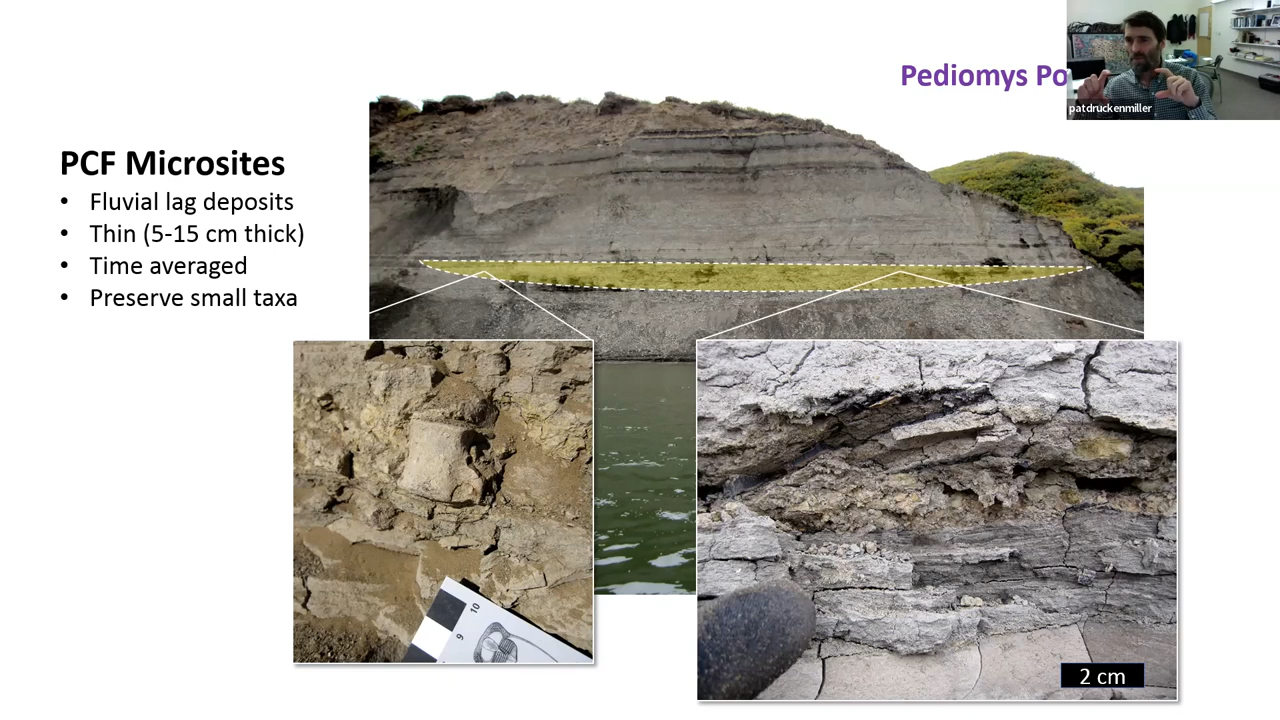 Pediomys Po
patdruckenmiller
PCF Microsites
• Fluvial lag deposits
• Thin (5-15 cm thick)
• Time averaged
• Preserve small taxa
10
9
2 cm